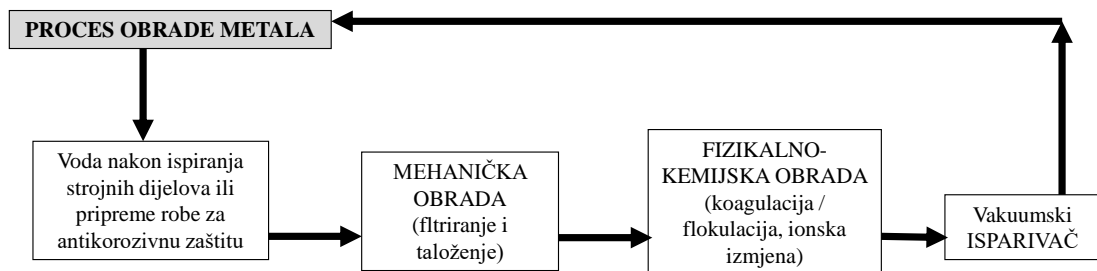 PROCES OBRADE METALA
Voda nakon ispiranja
strojnih dijelova ili
pripreme robe za
antikorozivnu zaštitu
MEHANIČKA
OBRADA
(fltriranje i
taloženje)
FIZIKALNO-
KEMIJSKA OBRADA
(koagulacija /
flokulacija, ionska
izmjena)
Vakuumski
ISPARIVAČ